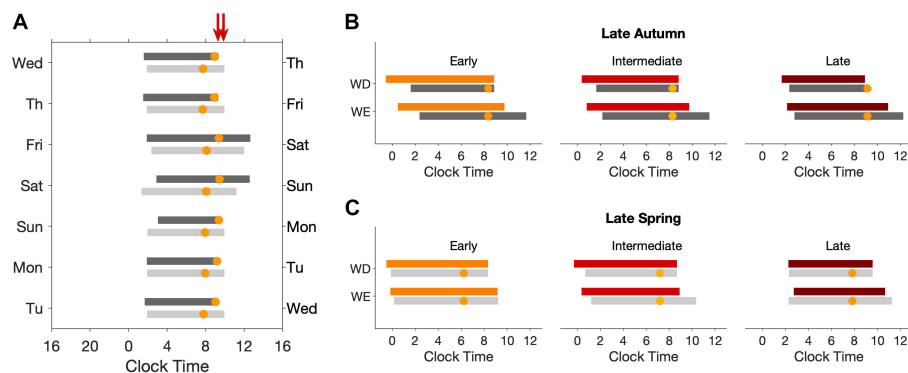 A
Wed Th
Th Fri
Fri Sat
Sat Sun
Sun Mon
Mon Tu
Tu Wed
16 20 0 4 8 12 16
Clock Time
B
Late Autumn
Early Intermediate Late
WD
WE
0 2 4 6 8 10 12 0 2 4 6 8 10 12 0 2 4 6 8 10 12
Clock Time Clock Time Clock Time
C
Late Spring
Early Intermediate Late
WD
WE
0 2 4 6 8 10 12 0 2 4 6 8 10 12 0 2 4 6 8 10 12
Clock Time Clock Time Clock Time